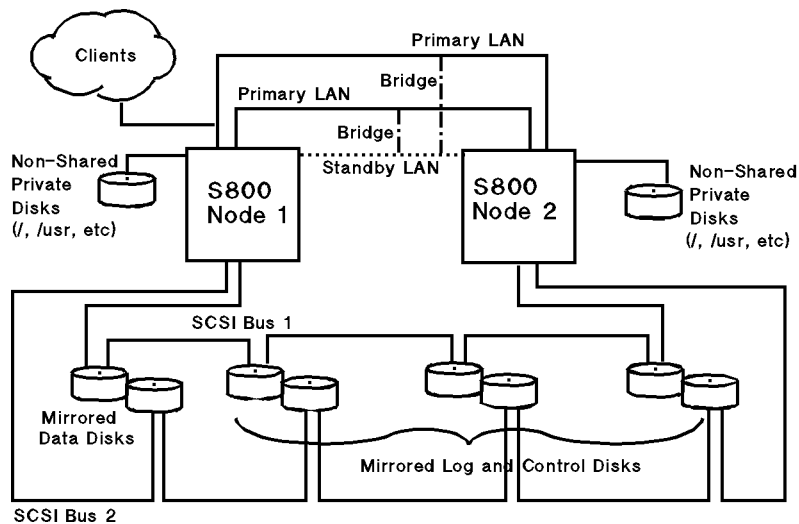 Primary LAN
Clients
Bridge
Primary LAN
Bridge
Non-Shared
Private
Disks
(/, /usr, etc)
Standby LAN
S800
Node 1
S800
Node 2
Non-Shared
Private
Disks
(/, /usr, etc)
SCSI Bus 1
Mirrored
Data Disks
Mirrored Log and Control Disks
SCSI Bus 2